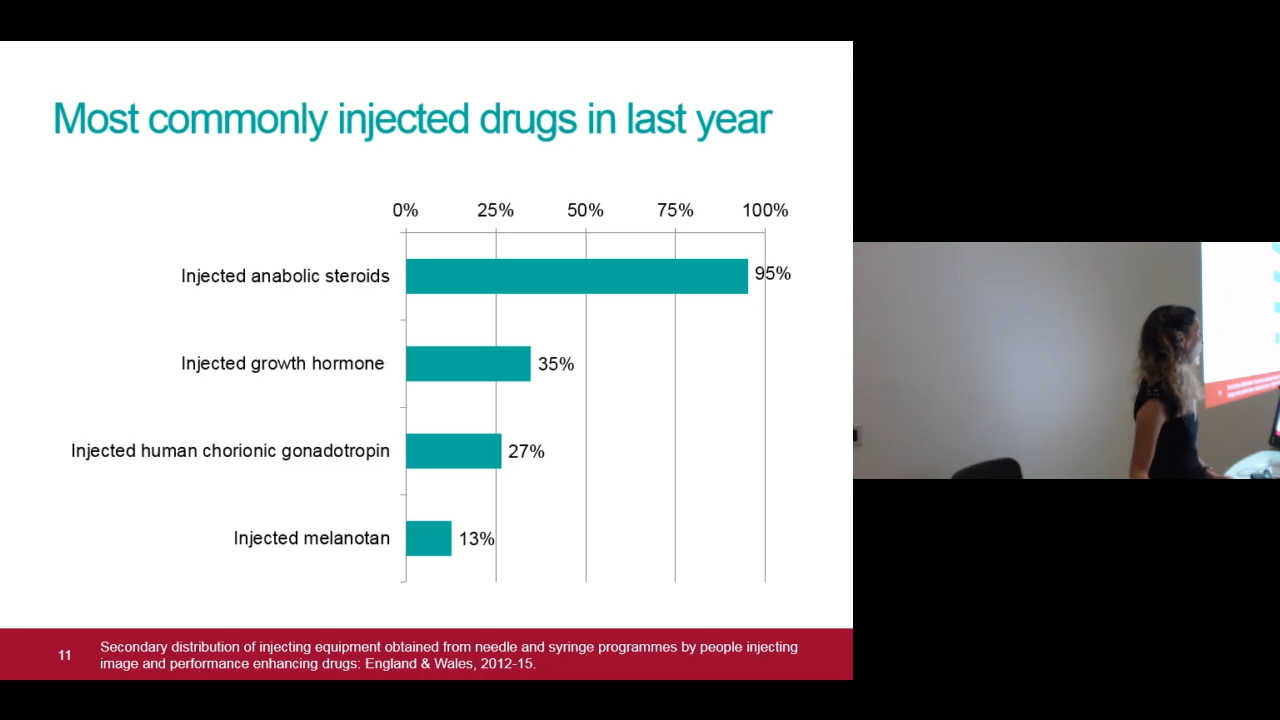 Most commonly injected drugs in last year
0% 25% 50% 75% 100%
Injected anabolic steroids 95%
Injected growth hormone 35%
Injected human chorionic gonadotropin 27%
Injected melanotan 13%
11 Secondary distribution of injecting equipment obtained from needle and syringe programmes by people injecting
image and performance enhancing drugs: England & Wales, 2012-15.